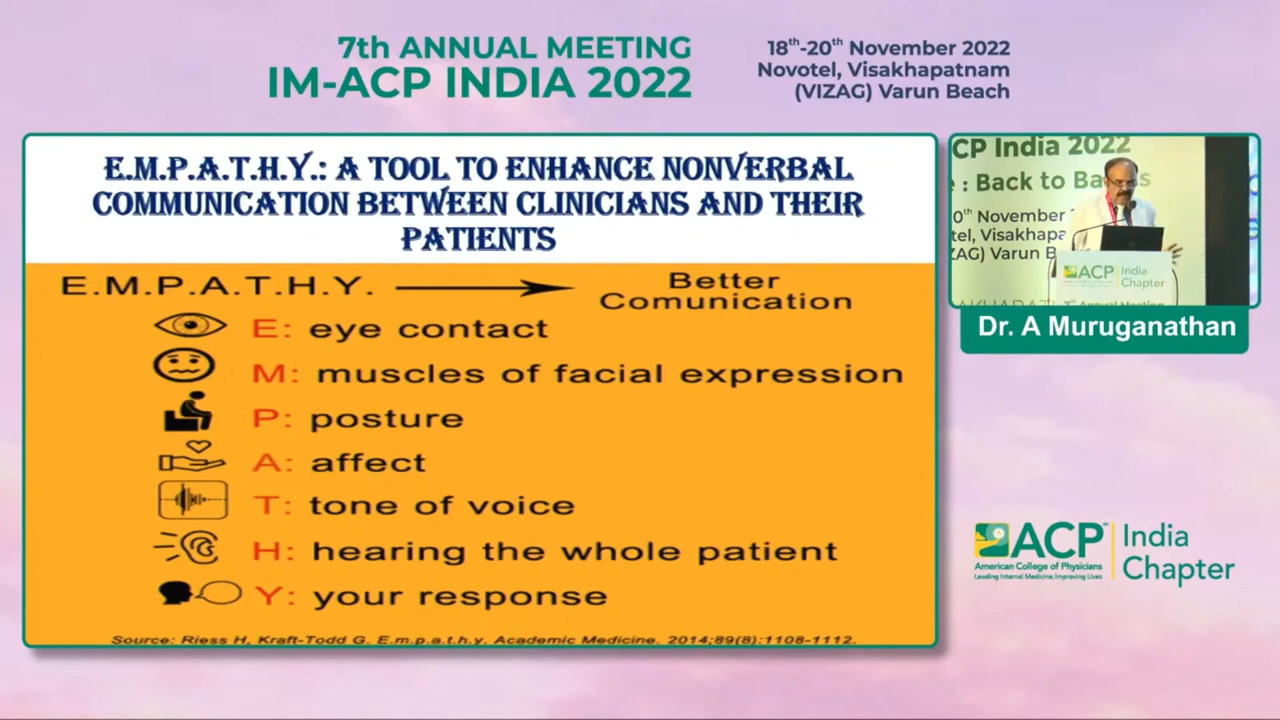 7th ANNUAL MEETING
IM-ACP INDIA 2022
18th-20th November 2022
Novotel, Visakhapatnam
(VIZAG) Varun Beach
E.M.P.A.T.H.Y.: A TOOL TO ENHANCE NONVERBAL
COMMUNICATION BETWEEN CLINICIANS AND THEIR
PATIENTS
E.M.P.A.T.H.Y.
Better
Comunication
E: eye contact
M: muscles of facial expression
P: posture
A: affect
T: tone of voice
H: hearing the whole patient
Y: your response
Source: Riess H, Kraft-Todd G. E.m.p.a.t.h.y. Academic Medicine. 2014;89(8):1108-1112.
CP India 2022
: Back to Ba s
0th November
tel, Visakhapa
ZAG) Varun B
ACP India
Chapter
Annual Meeting
Dr. A Muruganathan
ACP India
American College of Physicians Chapter
Leading Internal Medicine, Improving Lives